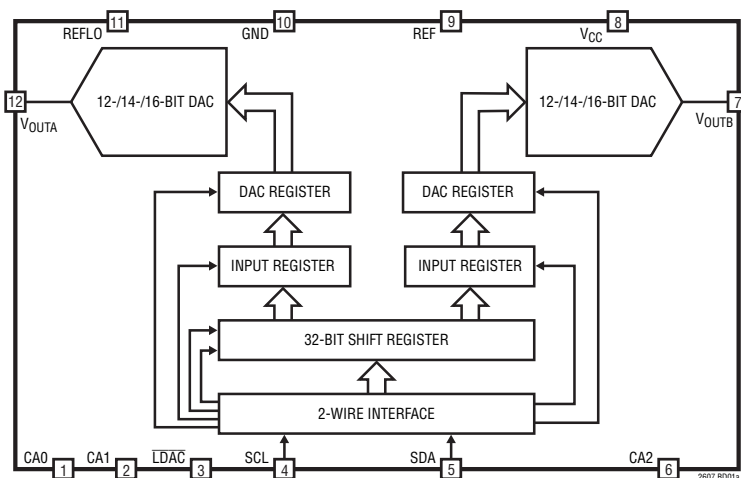 11
10
9
8
REFLO
GND
REF
VCC
12-/14-/16-BIT DAC
12-/14-/16-BIT DAC
12
7
VOUTA
VOUTB
DAC REGISTER
DAC REGISTER
INPUT REGISTER
INPUT REGISTER
32-BIT SHIFT REGISTER
2-WIRE INTERFACE
CA0
CA1
LDAC
SCL
SDA
CA2
1
2
3
4
5
6
2607 BD01a